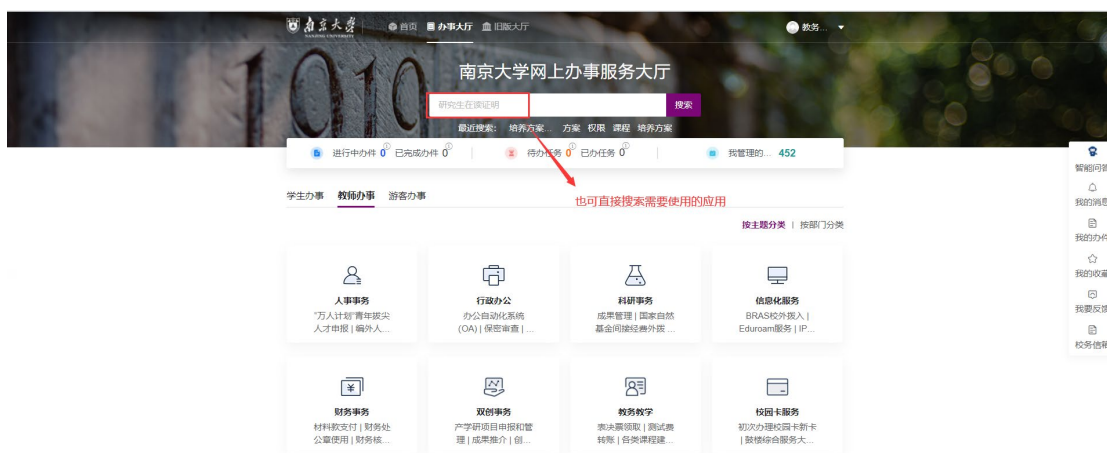 南京大学
NANJING UNIVERSITY
首页 办事大厅 旧版大厅
教务...
1919
南京大学网上办事服务大厅
研究生在读证明
搜索
最近搜索： 培养方案... 方案 权限 课程 培养方案
进行中办件 0 已完成办件 0 待办任务 0 已办任务 0 我管理的... 452
学生办事 教师办事 游客办事
也可直接搜索需要使用的应用
按主题分类 | 按部门分类
人事事务
"万人计划"青年拔尖
人才申报 | 编外人...
行政办公
办公自动化系统
(OA) | 保密审查 | ...
科研事务
成果管理 | 国家自然
基金间接经费外拨 ...
信息化服务
BRAS校外拨入 |
Eduroam服务 | IP...
财务事务
材料款支付 | 财务处
公章使用 | 财务核...
双创事务
产学研项目申报和管
理 | 成果推介 | 创...
教务教学
表决票领取 | 测试费
转账 | 各类课程建...
校园卡服务
初次办理校园卡新卡
| 鼓楼综合服务大...
智能问答
我的消息
我的办件
我的收藏
我要反馈
校务信箱